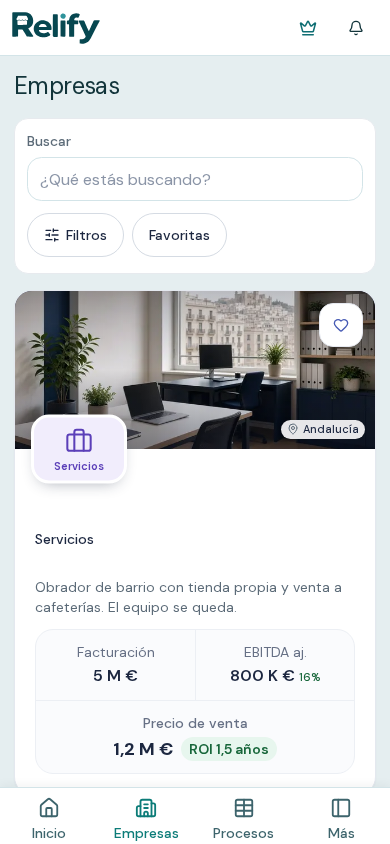 Relify
Empresas
Buscar
¿Qué estás buscando?
Filtros
Favoritas
Andalucía
Servicios
Servicios
Obrador de barrio con tienda propia y venta a
cafeterías. El equipo se queda.
Facturación
5 M €
EBITDA aj.
800 K € 16%
Precio de venta
1,2 M € ROI 1,5 años
Inicio
Empresas
Procesos
Más